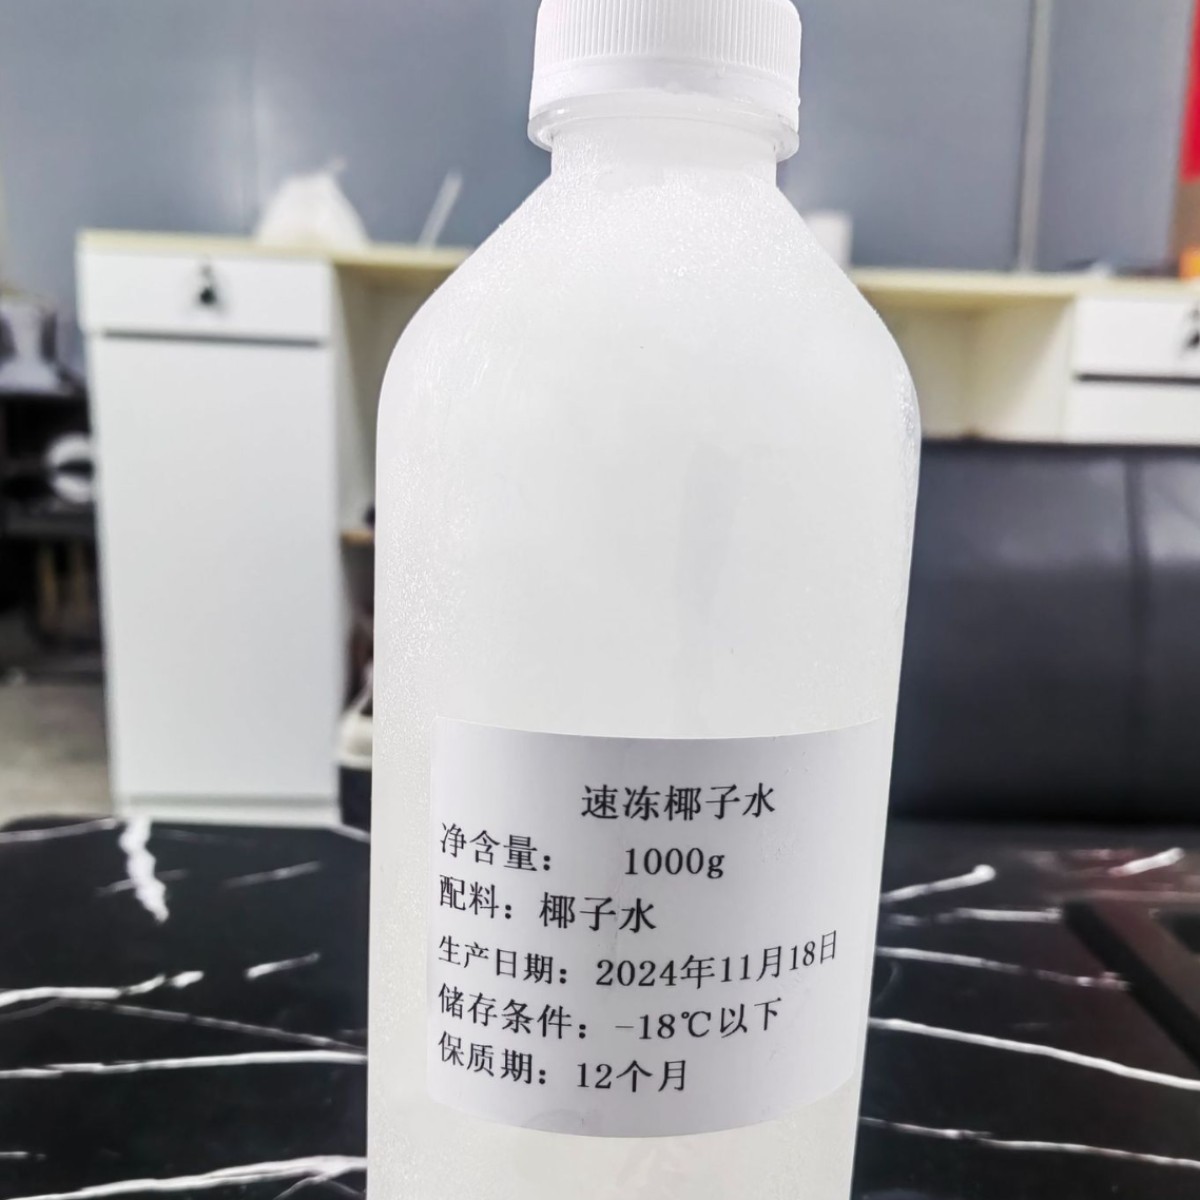 速冻椰子水
净含量： 1000g
配料：椰子水
生产日期：2024年11月18日
储存条件：-18℃以下
保质期：12个月